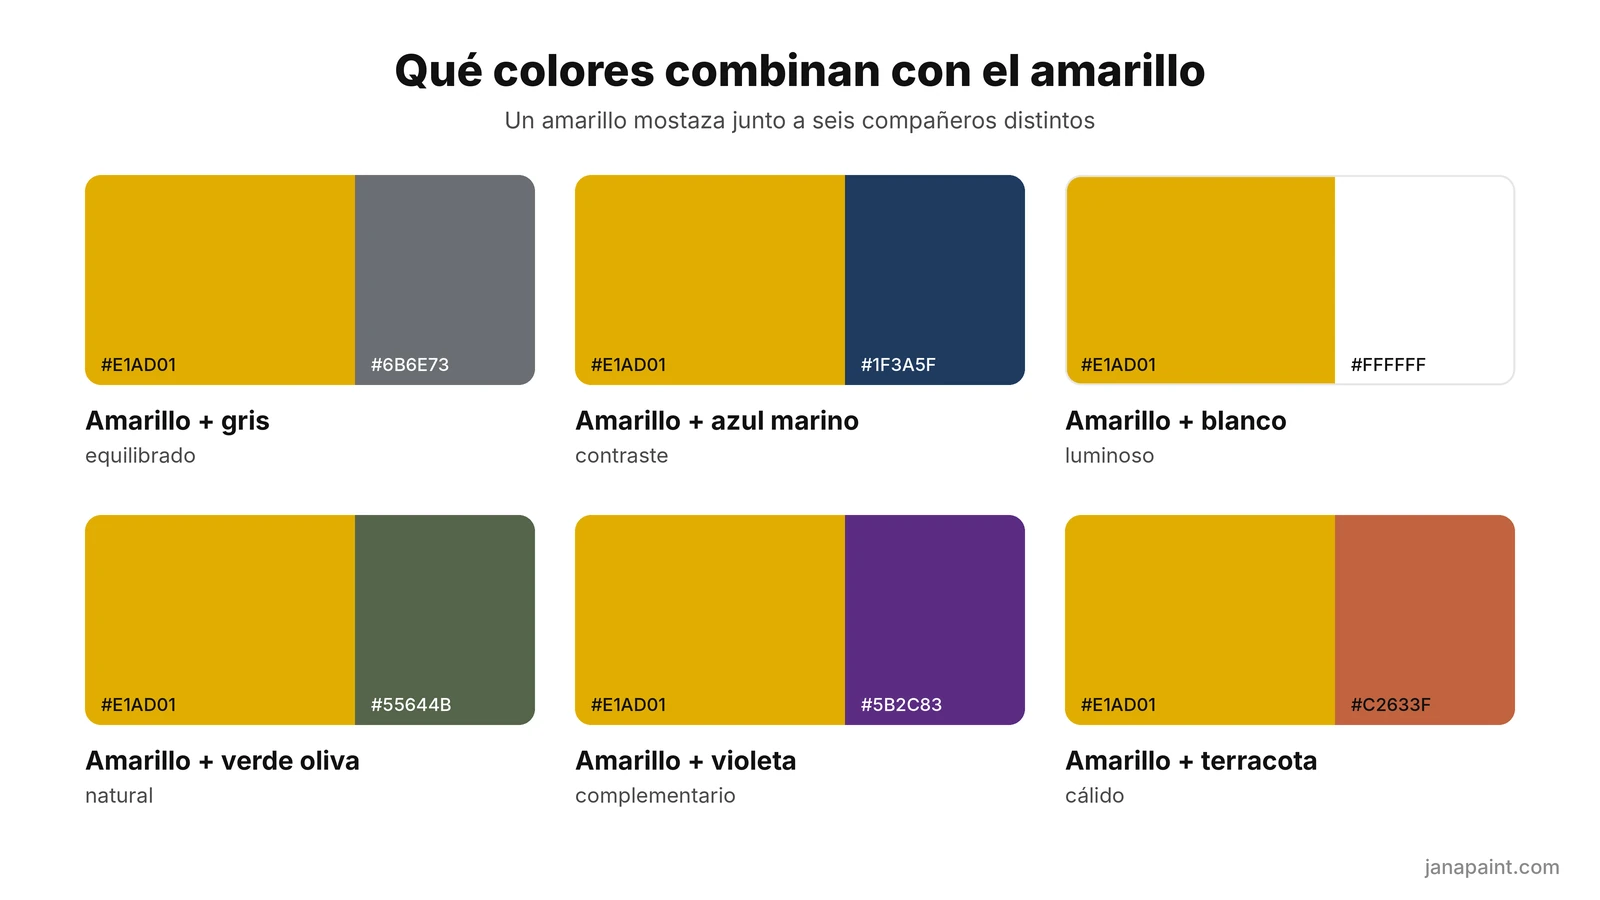 Qué colores combinan con el amarillo
Un amarillo mostaza junto a seis compañeros distintos
#E1AD01
#6B6E73
Amarillo + gris
equilibrado
#E1AD01
#1F3A5F
Amarillo + azul marino
contraste
#E1AD01
#FFFFFF
Amarillo + blanco
luminoso
#E1AD01
#55644B
Amarillo + verde oliva
natural
#E1AD01
#5B2C83
Amarillo + violeta
complementario
#E1AD01
#C2633F
Amarillo + terracota
cálido
janapaint.com